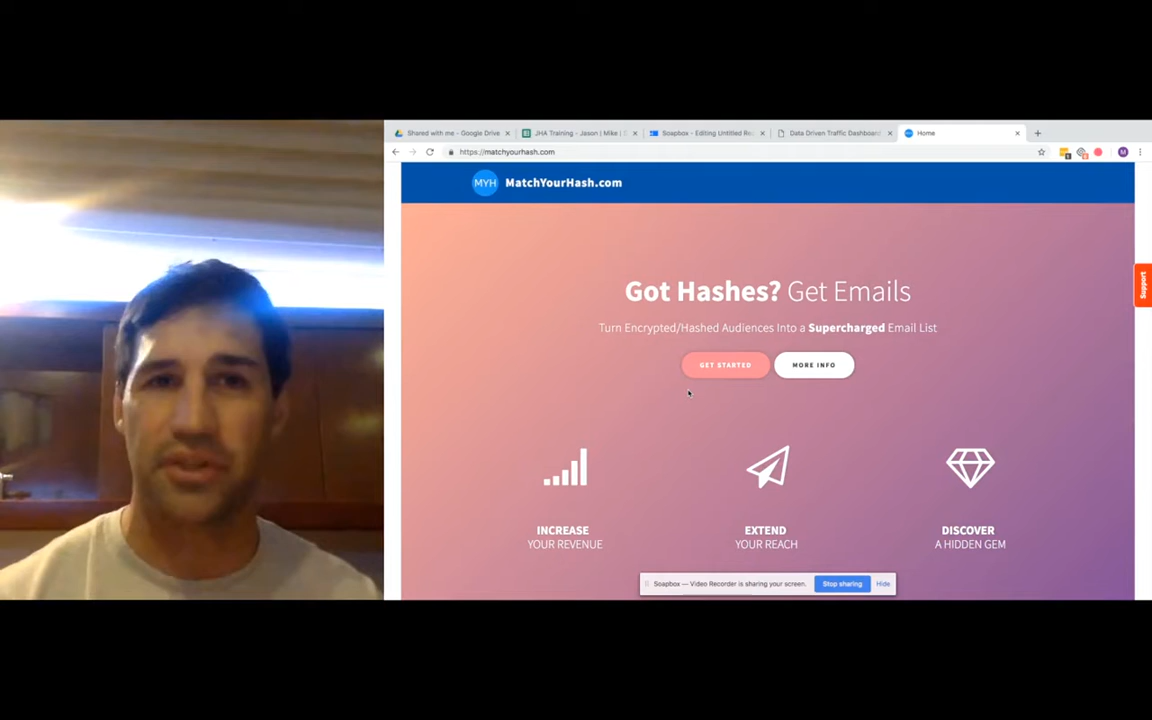 Shared with me - Google Drive
JHA Training - Jason | Mike |
Soapbox - Editing Untitled Re
Data Driven Traffic Dashboard
Home
https://matchyourhash.com
MYH MatchYourHash.com
Support
Got Hashes? Get Emails
Turn Encrypted/Hashed Audiences Into a Supercharged Email List
GET STARTED
MORE INFO
INCREASE
YOUR REVENUE
EXTEND
YOUR REACH
DISCOVER
A HIDDEN GEM
Soapbox — Video Recorder is sharing your screen.
Stop sharing
Hide